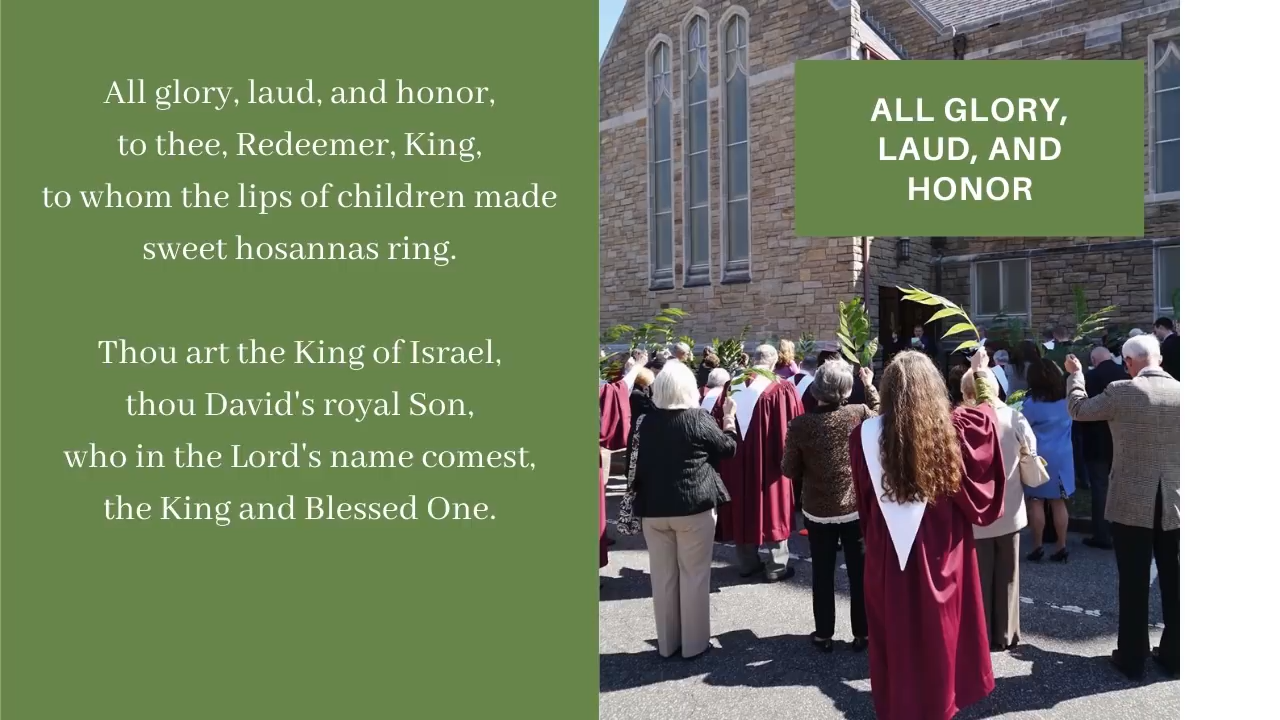 All glory, laud, and honor,
to thee, Redeemer, King,
to whom the lips of children made
sweet hosannas ring.
Thou art the King of Israel,
thou David's royal Son,
who in the Lord's name comest,
the King and Blessed One.
ALL GLORY,
LAUD, AND
HONOR